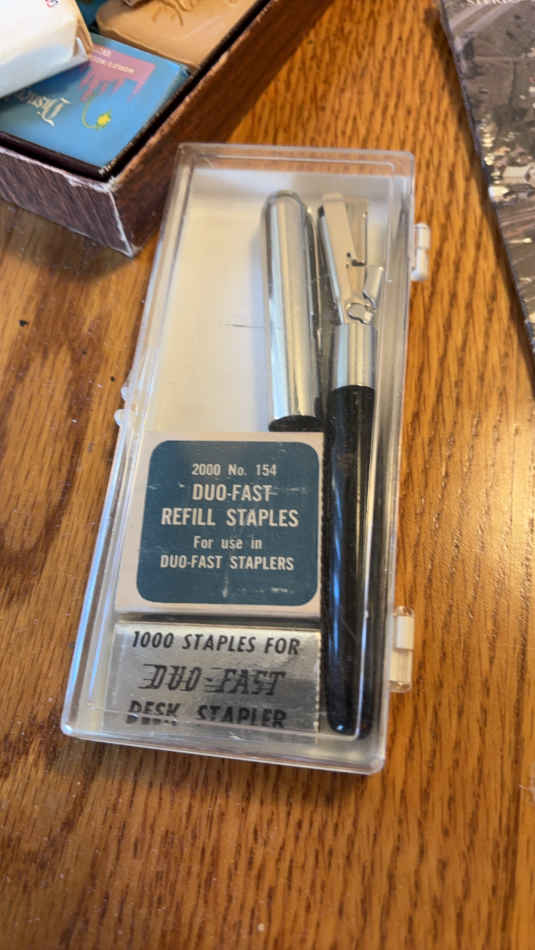 2000 No. 154
DUO-FAST
REFILL STAPLES
For use in
DUO-FAST STAPLERS
1000 STAPLES FOR
DUO-FAST
DESK STAPLER